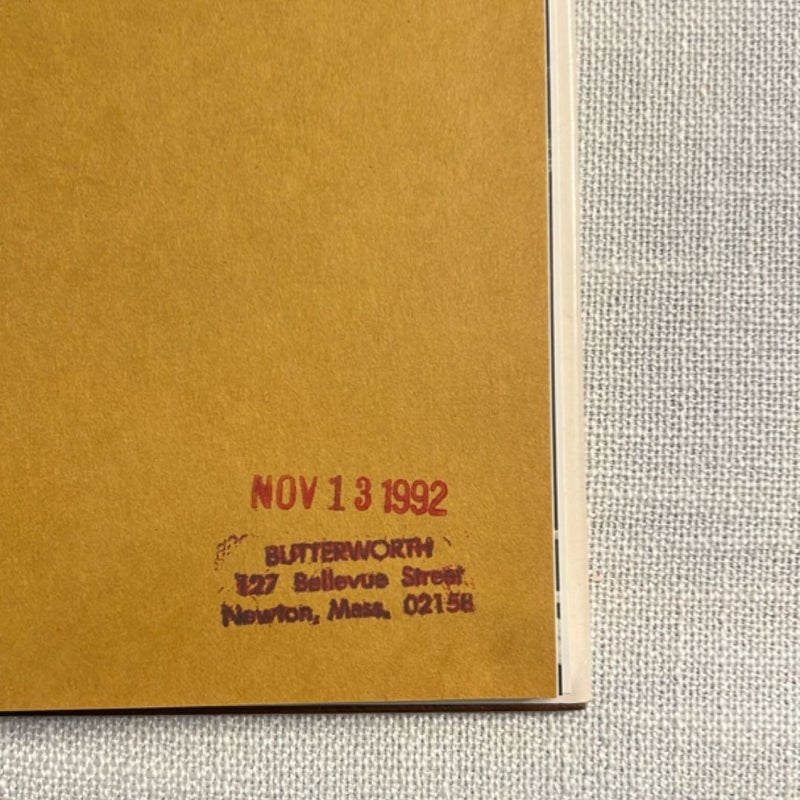 NOV 13 1992
BUTTERWORTH
127 Bellevue Street
Newton, Mass. 02158